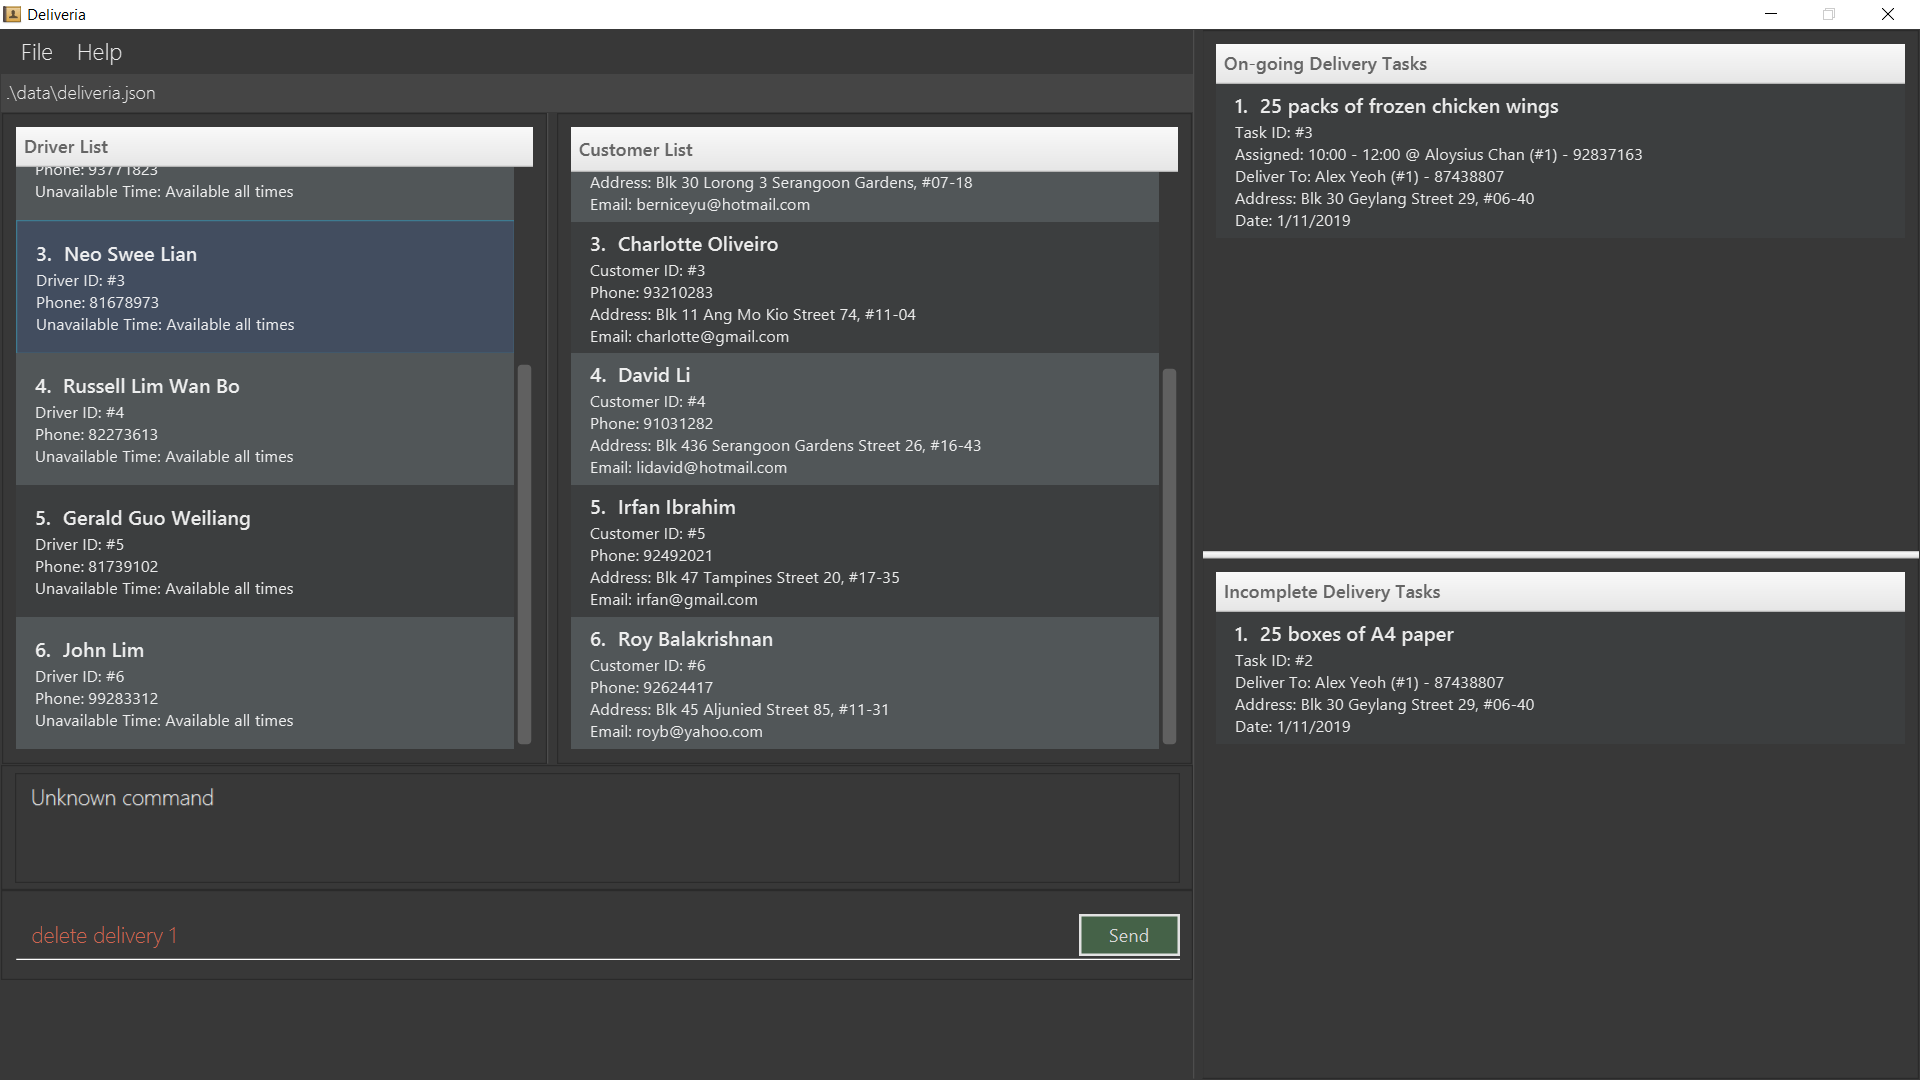 Deliveria
File Help
.\data\deliveria.json
Driver List
Phone: 93771823
Unavailable Time: Available all times
3. Neo Swee Lian
Driver ID: #3
Phone: 81678973
Unavailable Time: Available all times
4. Russell Lim Wan Bo
Driver ID: #4
Phone: 82273613
Unavailable Time: Available all times
5. Gerald Guo Weiliang
Driver ID: #5
Phone: 81739102
Unavailable Time: Available all times
6. John Lim
Driver ID: #6
Phone: 99283312
Unavailable Time: Available all times
Customer List
Address: Blk 30 Lorong 3 Serangoon Gardens, #07-18
Email: berniceyu@hotmail.com
3. Charlotte Oliveiro
Customer ID: #3
Phone: 93210283
Address: Blk 11 Ang Mo Kio Street 74, #11-04
Email: charlotte@gmail.com
4. David Li
Customer ID: #4
Phone: 91031282
Address: Blk 436 Serangoon Gardens Street 26, #16-43
Email: lidavid@hotmail.com
5. Irfan Ibrahim
Customer ID: #5
Phone: 92492021
Address: Blk 47 Tampines Street 20, #17-35
Email: irfan@gmail.com
6. Roy Balakrishnan
Customer ID: #6
Phone: 92624417
Address: Blk 45 Aljunied Street 85, #11-31
Email: royb@yahoo.com
Unknown command
delete delivery 1
Send
On-going Delivery Tasks
1. 25 packs of frozen chicken wings
Task ID: #3
Assigned: 10:00 - 12:00 @ Aloysius Chan (#1) - 92837163
Deliver To: Alex Yeoh (#1) - 87438807
Address: Blk 30 Geylang Street 29, #06-40
Date: 1/11/2019
Incomplete Delivery Tasks
1. 25 boxes of A4 paper
Task ID: #2
Deliver To: Alex Yeoh (#1) - 87438807
Address: Blk 30 Geylang Street 29, #06-40
Date: 1/11/2019